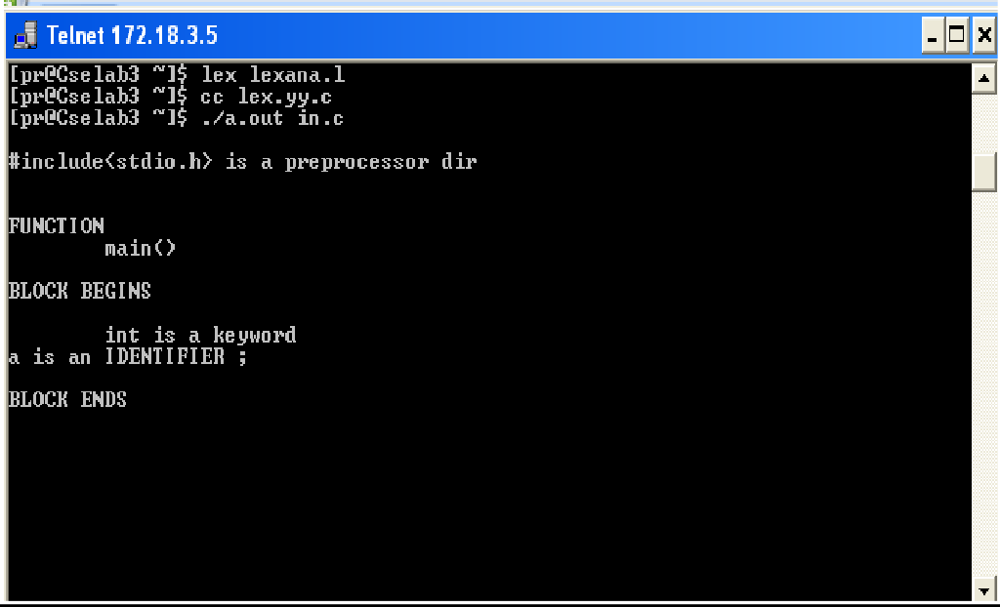 Telnet 172.18.3.5
[pr@Cselab3 ~]$ lex lexana.l
[pr@Cselab3 ~]$ cc lex.yy.c
[pr@Cselab3 ~]$ ./a.out in.c
#include<stdio.h> is a preprocessor dir
FUNCTION
main()
BLOCK BEGINS
int is a keyword
a is an IDENTIFIER ;
BLOCK ENDS